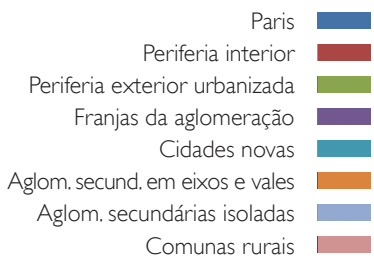 Paris
Periferia interior
Periferia exterior urbanizada
Franjas da aglomeração
Cidades novas
Aglom. secund. em eixos e vales
Aglom. secundárias isoladas
Comunas rurais